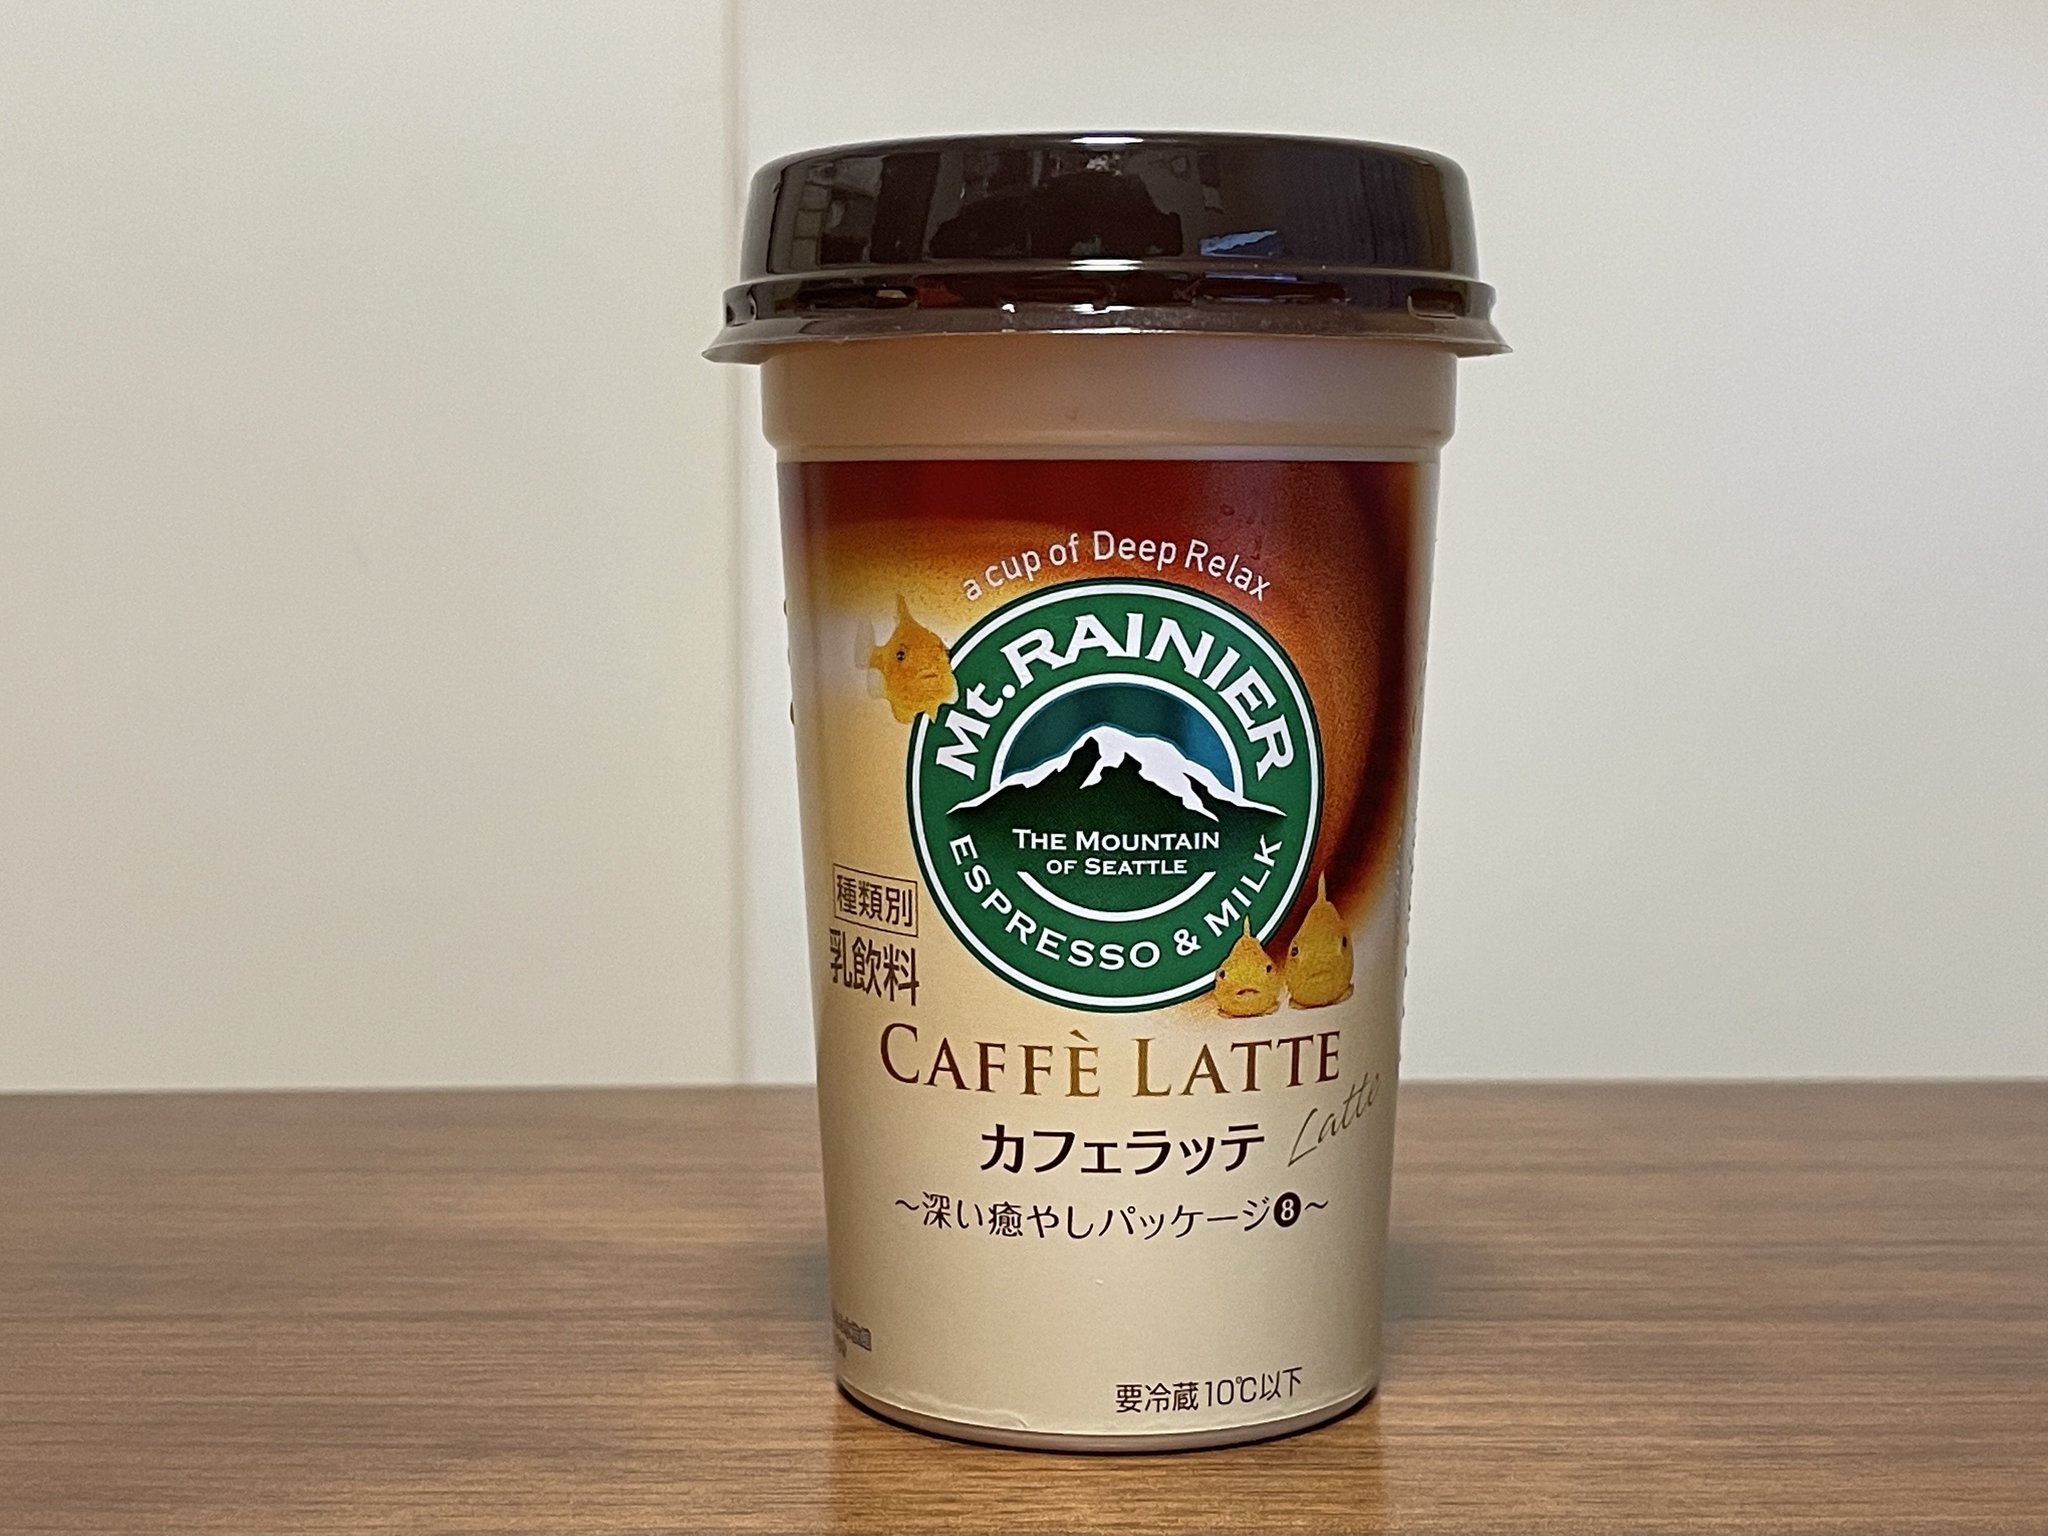 a cup of Deep Relax
Mt. RAINIER
THE MOUNTAIN
OF SEATTLE
ESPRESSO & MILK
種類別
乳飲料
CAFFÈ LATTE
Latte
カフェラッテ
～深い癒やしパッケージ❽～
要冷蔵10℃以下